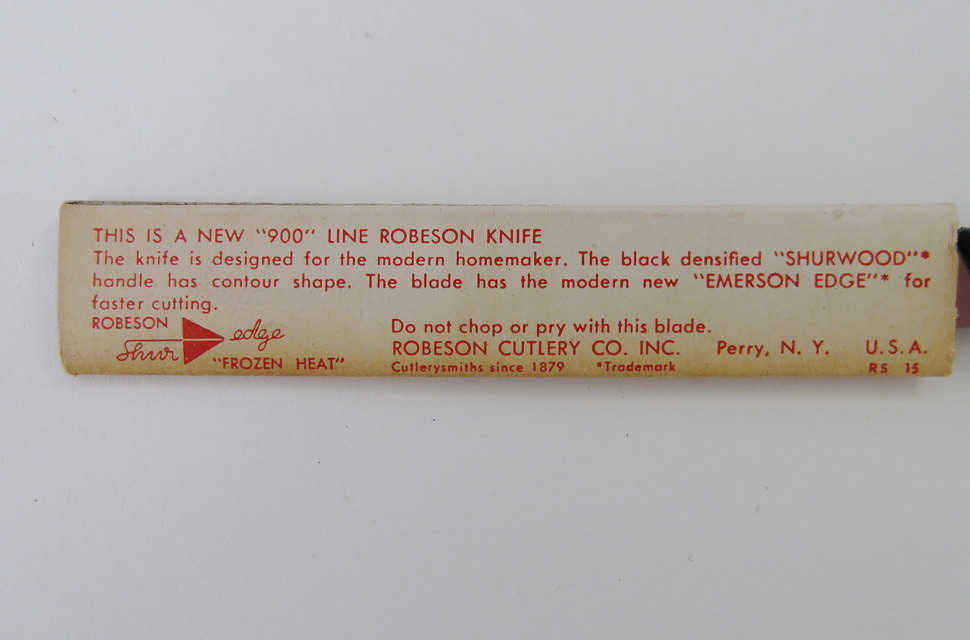 THIS IS A NEW "900" LINE ROBESON KNIFE
The knife is designed for the modern homemaker. The black densified "SHURWOOD"*
handle has contour shape. The blade has the modern new "EMERSON EDGE"* for
faster cutting.
ROBESON
Shur edge
"FROZEN HEAT"
Do not chop or pry with this blade.
ROBESON CUTLERY CO. INC. Perry, N. Y. U.S.A.
Cutlerysmiths since 1879 *Trademark RS 15